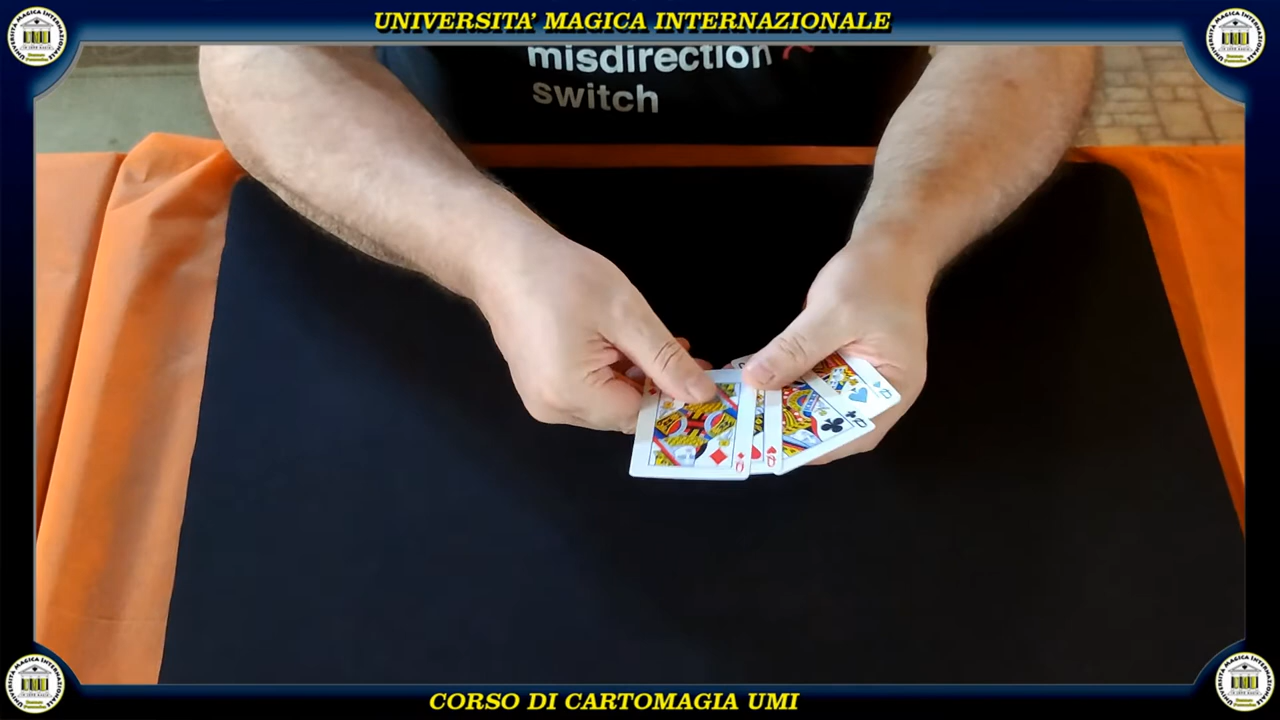 UNIVERSITA' MAGICA INTERNAZIONALE
misdirection
switch
Q
Q
Q
Q
CORSO DI CARTOMAGIA UMI